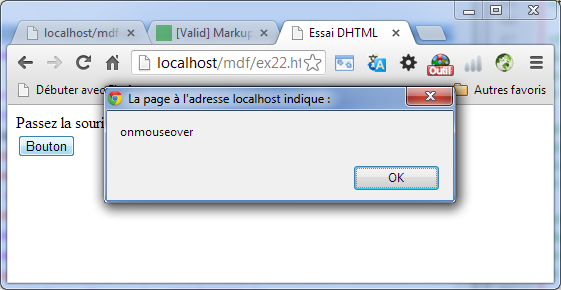 localhost/mdf
[Valid] Markup
Essai DHTML
localhost/mdf/ex22.h
Outil
Débuter avec
Autres favoris
La page à l'adresse localhost indique :
Passez la souri
onmouseover
Bouton
OK